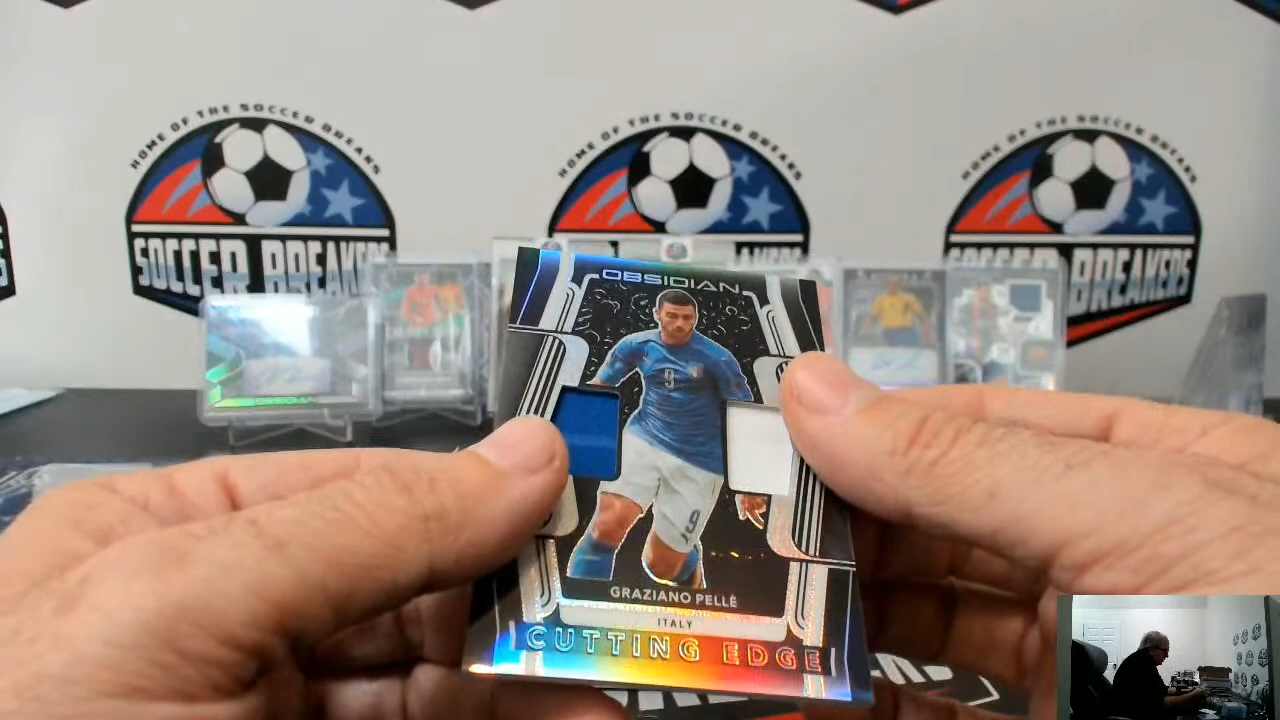 HOME OF THE SOCCER BREAKS
SOCCER BREAKERS
HOME OF THE SOCCER BREAKS
HOME OF THE SOCCER BREAKS
BREAKERS
OBSIDIAN
9
9
GRAZIANO PELLÈ
ITALY
CUTTING EDGE
OBSIDIAN